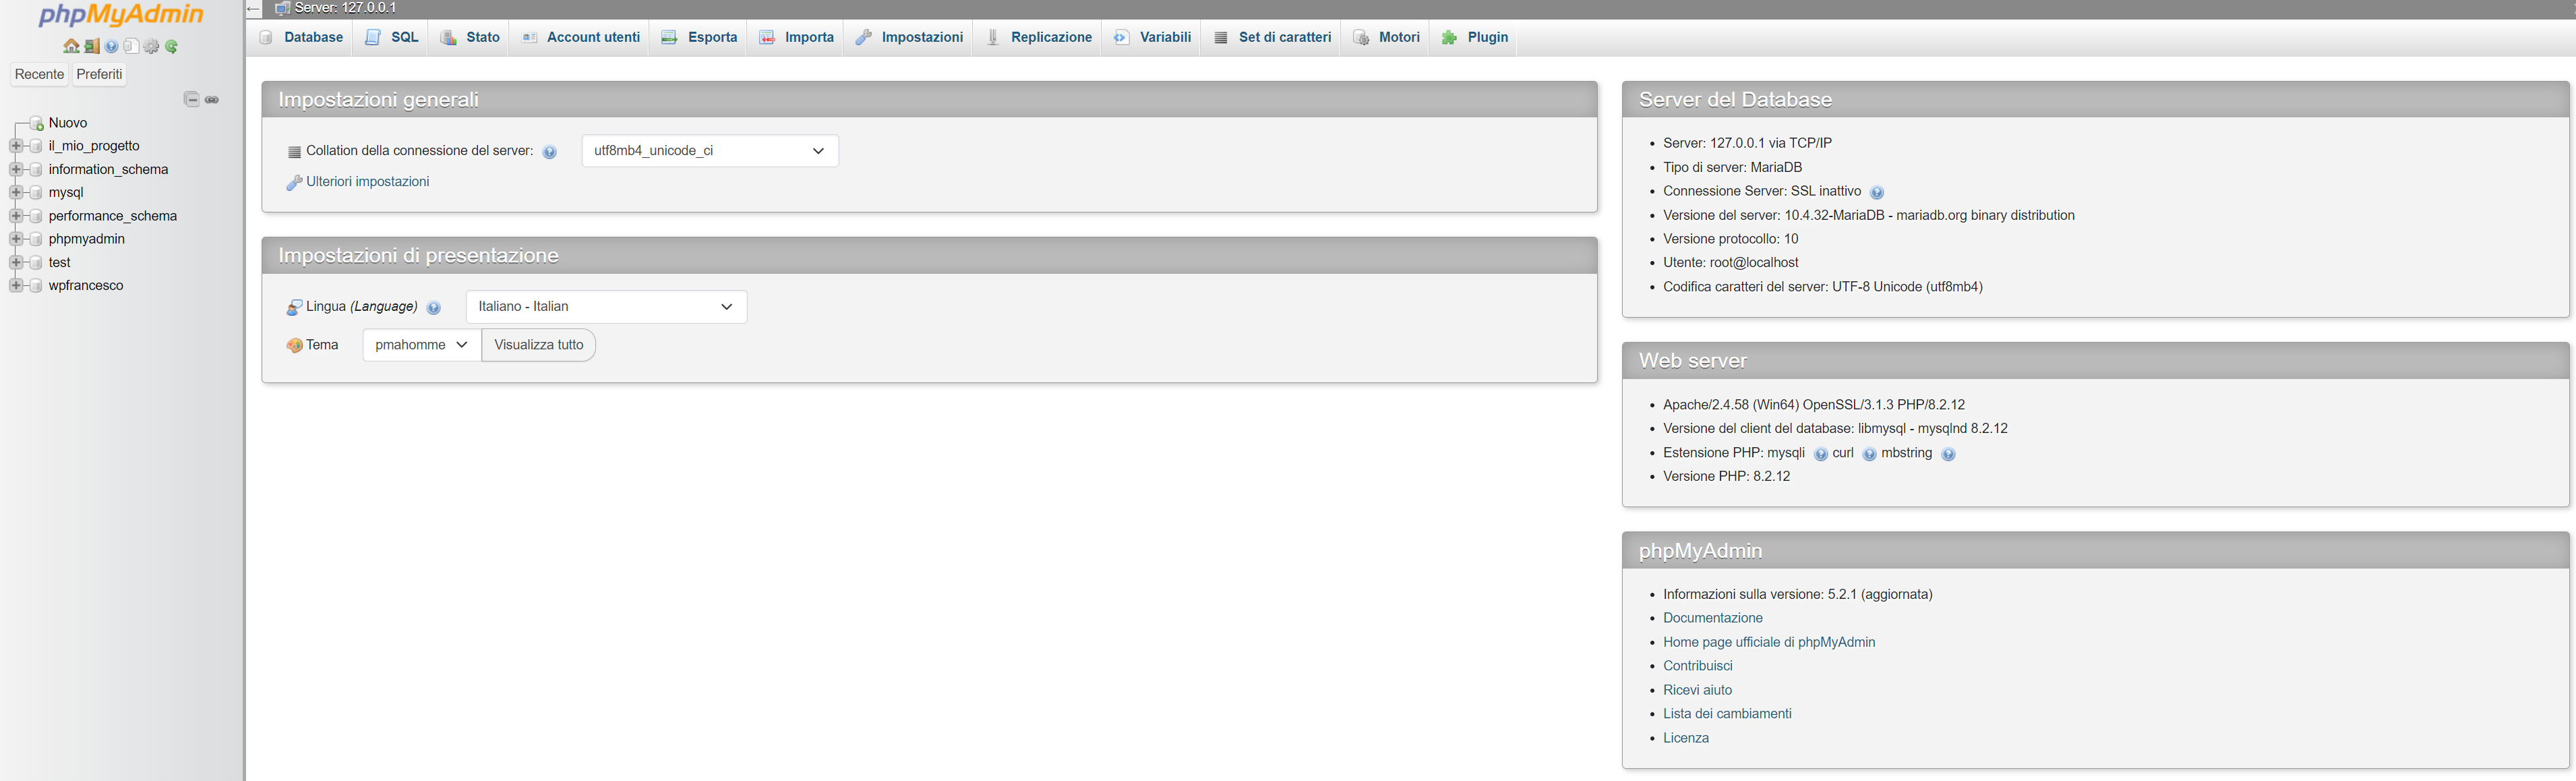 phpMyAdmin
Recente Preferiti
Nuovo
il_mio_progetto
information_schema
mysql
performance_schema
phpmyadmin
test
wpfrancesco
← Server: 127.0.0.1
Database SQL Stato Account utenti Esporta Importa Impostazioni Replicazione Variabili Set di caratteri Motori Plugin
Impostazioni generali
Collation della connessione del server: utf8mb4_unicode_ci
Ulteriori impostazioni
Impostazioni di presentazione
Lingua (Language) Italiano - Italian
Tema pmahomme Visualizza tutto
Server del Database
• Server: 127.0.0.1 via TCP/IP
• Tipo di server: MariaDB
• Connessione Server: SSL inattivo
• Versione del server: 10.4.32-MariaDB - mariadb.org binary distribution
• Versione protocollo: 10
• Utente: root@localhost
• Codifica caratteri del server: UTF-8 Unicode (utf8mb4)
Web server
• Apache/2.4.58 (Win64) OpenSSL/3.1.3 PHP/8.2.12
• Versione del client del database: libmysql - mysqlnd 8.2.12
• Estensione PHP: mysqli curl mbstring
• Versione PHP: 8.2.12
phpMyAdmin
• Informazioni sulla versione: 5.2.1 (aggiornata)
• Documentazione
• Home page ufficiale di phpMyAdmin
• Contribuisci
• Ricevi aiuto
• Lista dei cambiamenti
• Licenza